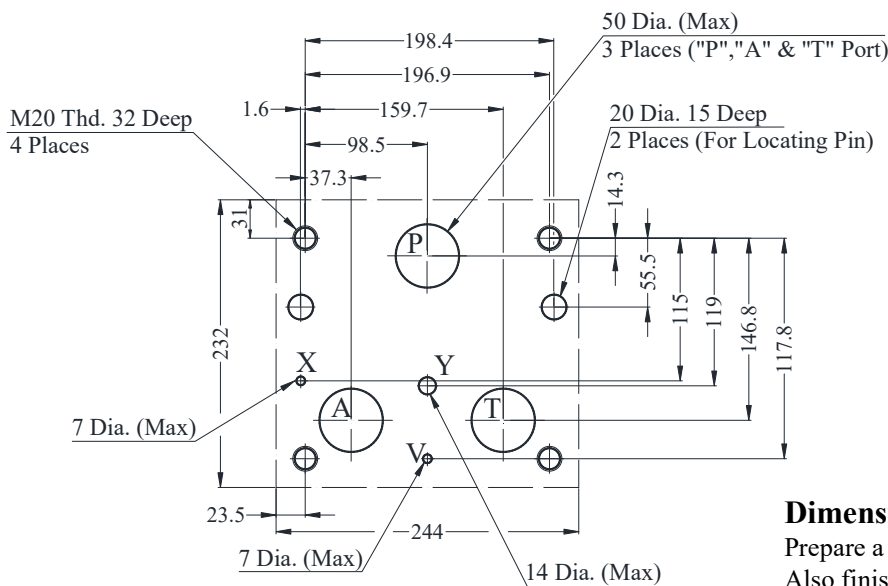 50 Dia. (Max)
3 Places ("P","A" & "T" Port)
198.4
196.9
M20 Thd. 32 Deep
4 Places
1.6
159.7
20 Dia. 15 Deep
2 Places (For Locating Pin)
98.5
37.3
14.3
31
P
55.5
115
119
146.8
117.8
232
X
Y
7 Dia. (Max)
A
T
V
23.5
244
7 Dia. (Max)
14 Dia. (Max)
Dimens
Prepare a
Also finis